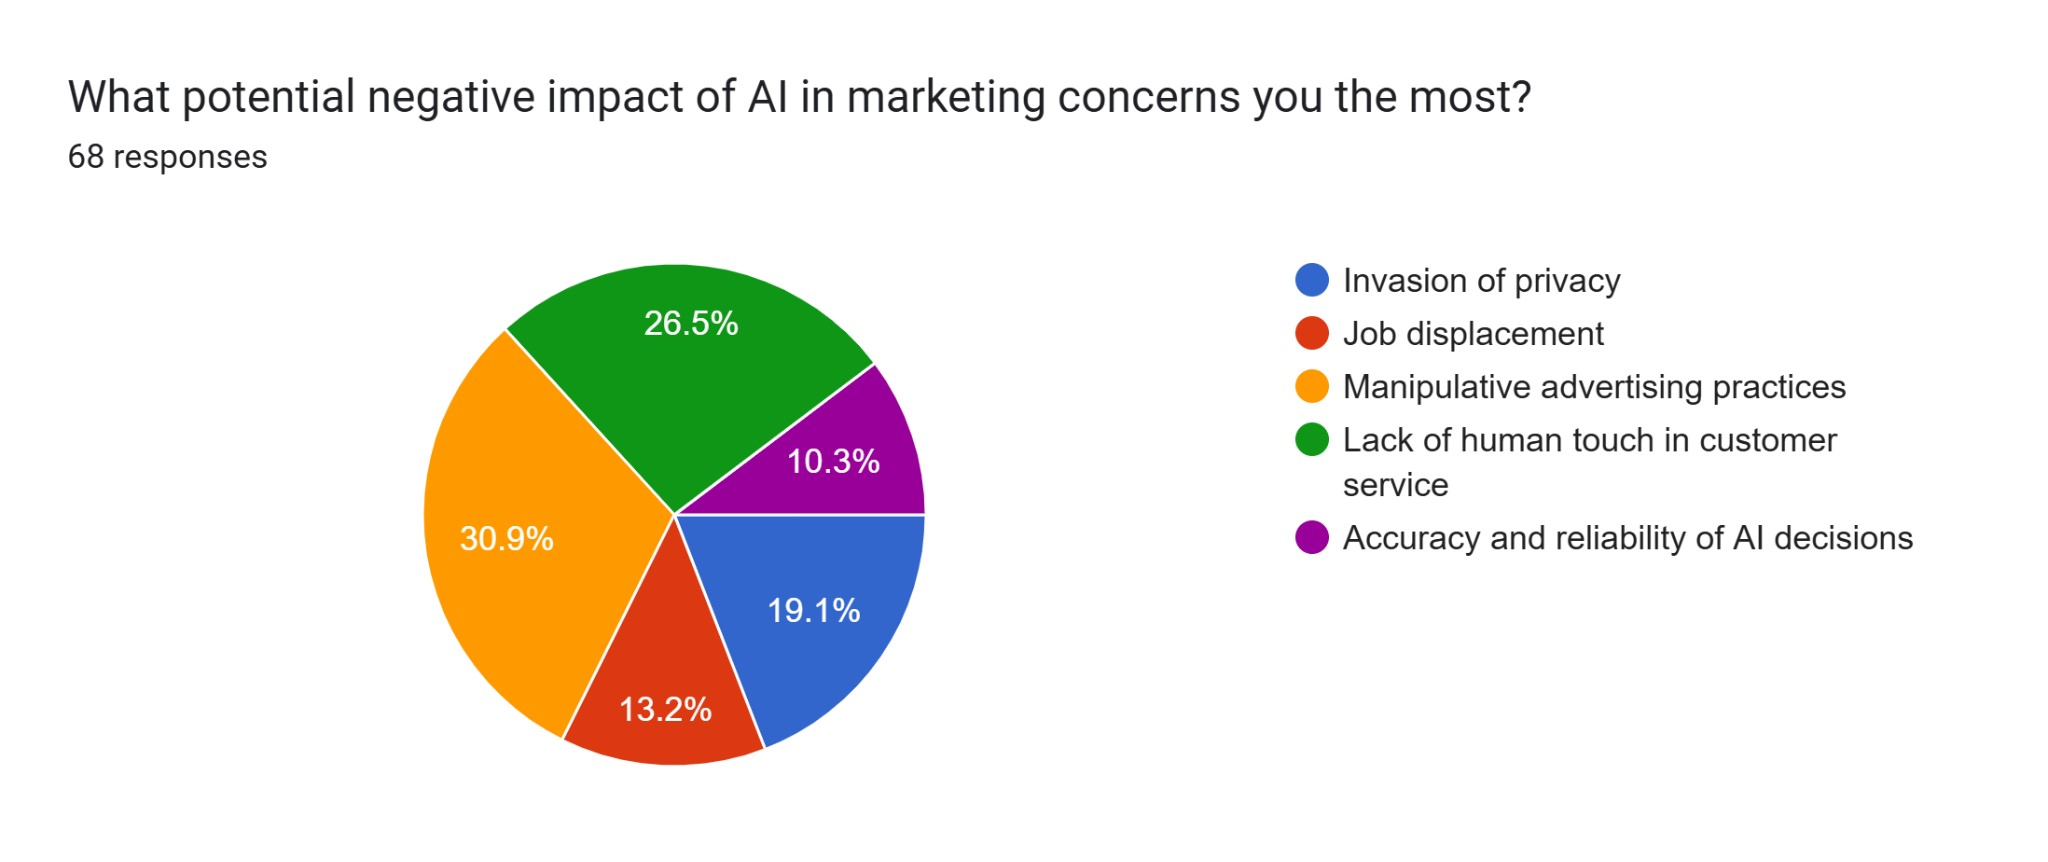 What potential negative impact of AI in marketing concerns you the most?
68 responses
26.5%
10.3%
30.9%
19.1%
13.2%
Invasion of privacy
Job displacement
Manipulative advertising practices
Lack of human touch in customer
service
Accuracy and reliability of AI decisions